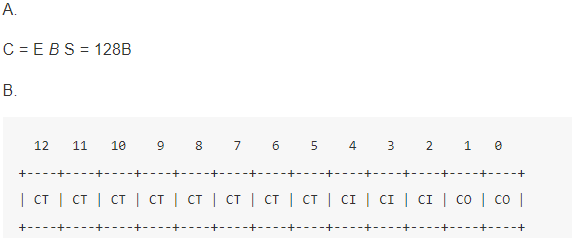 A.
C = E B S = 128B
B.
12 11 10 9 8 7 6 5 4 3 2 1 0
+----+----+----+----+----+----+----+----+----+----+----+----+----+
| CT | CT | CT | CT | CT | CT | CT | CT | CI | CI | CI | CO | CO |
+----+----+----+----+----+----+----+----+----+----+----+----+----+